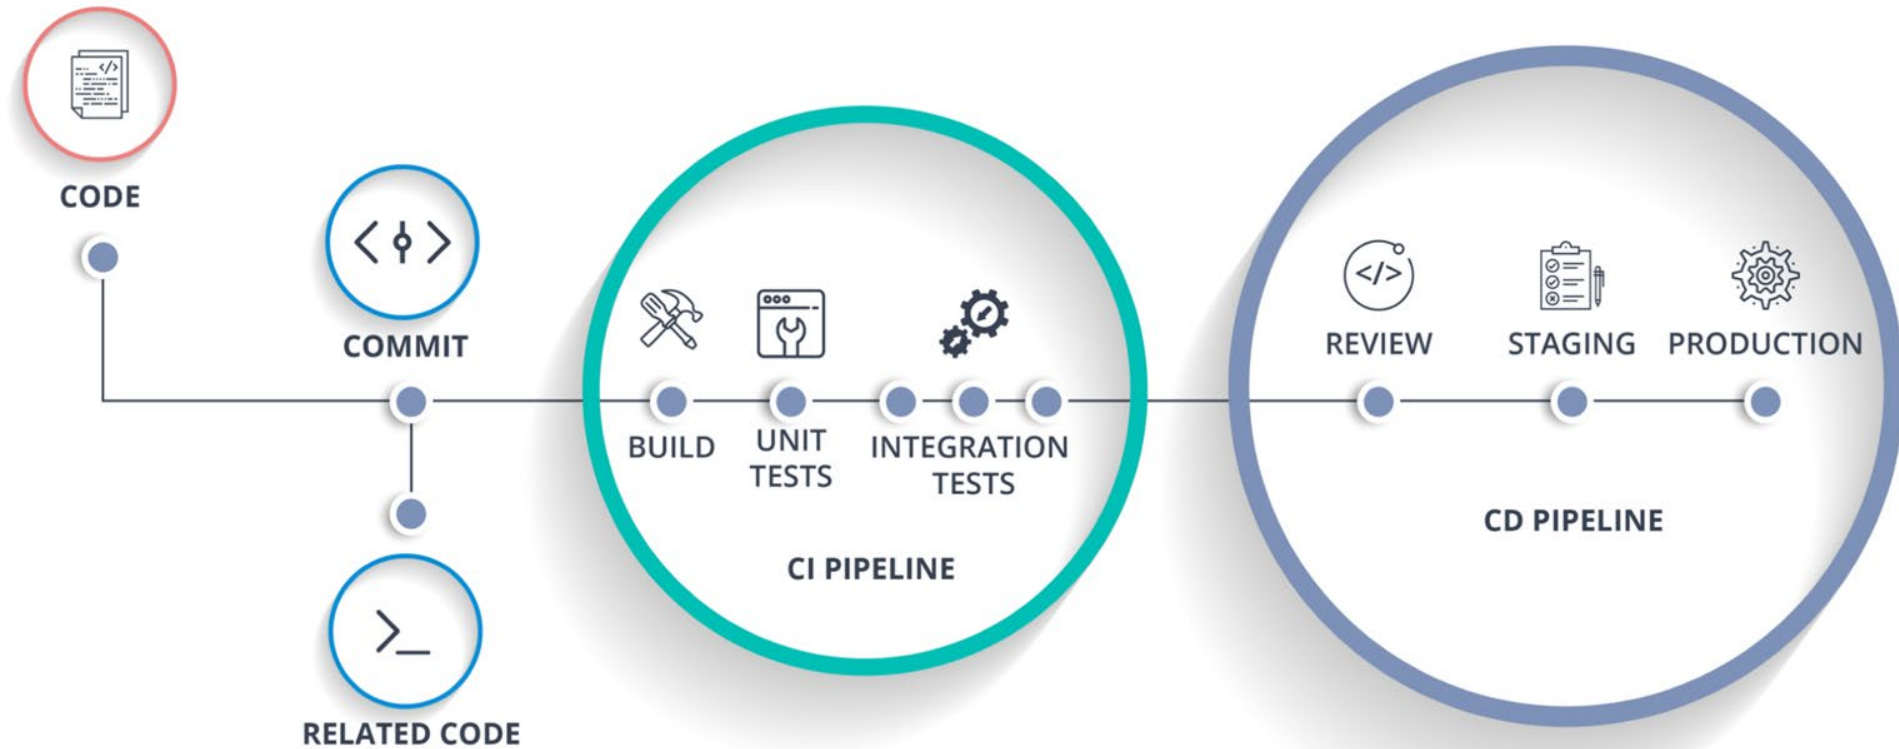 CODE
COMMIT
RELATED CODE
BUILD
UNIT
TESTS
INTEGRATION
TESTS
CI PIPELINE
REVIEW
STAGING
PRODUCTION
CD PIPELINE